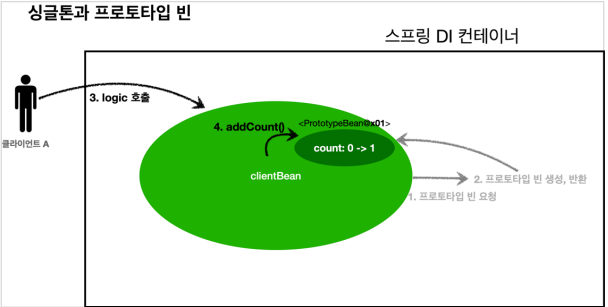 싱글톤과 프로토타입 빈
스프링 DI 컨테이너
3. logic 호출
클라이언트 A
4. addCount()
<PrototypeBean@x01>
count: 0 -> 1
clientBean
2. 프로토타입 빈 생성, 반환
1. 프로토타입 빈 요청